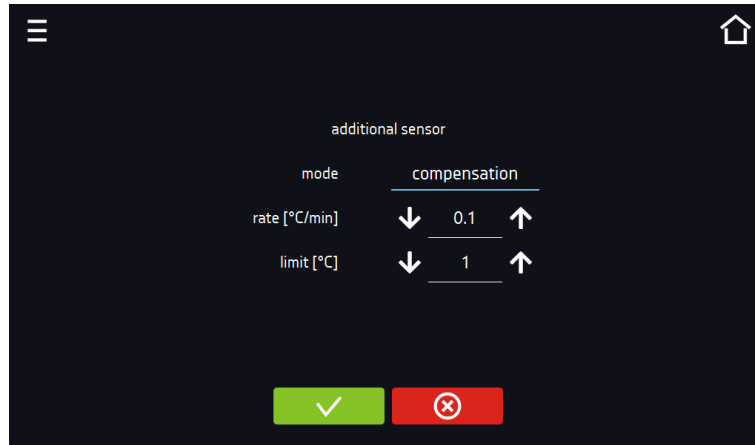 additional sensor
mode compensation
rate [°C/min] 0.1
limit [°C] 1